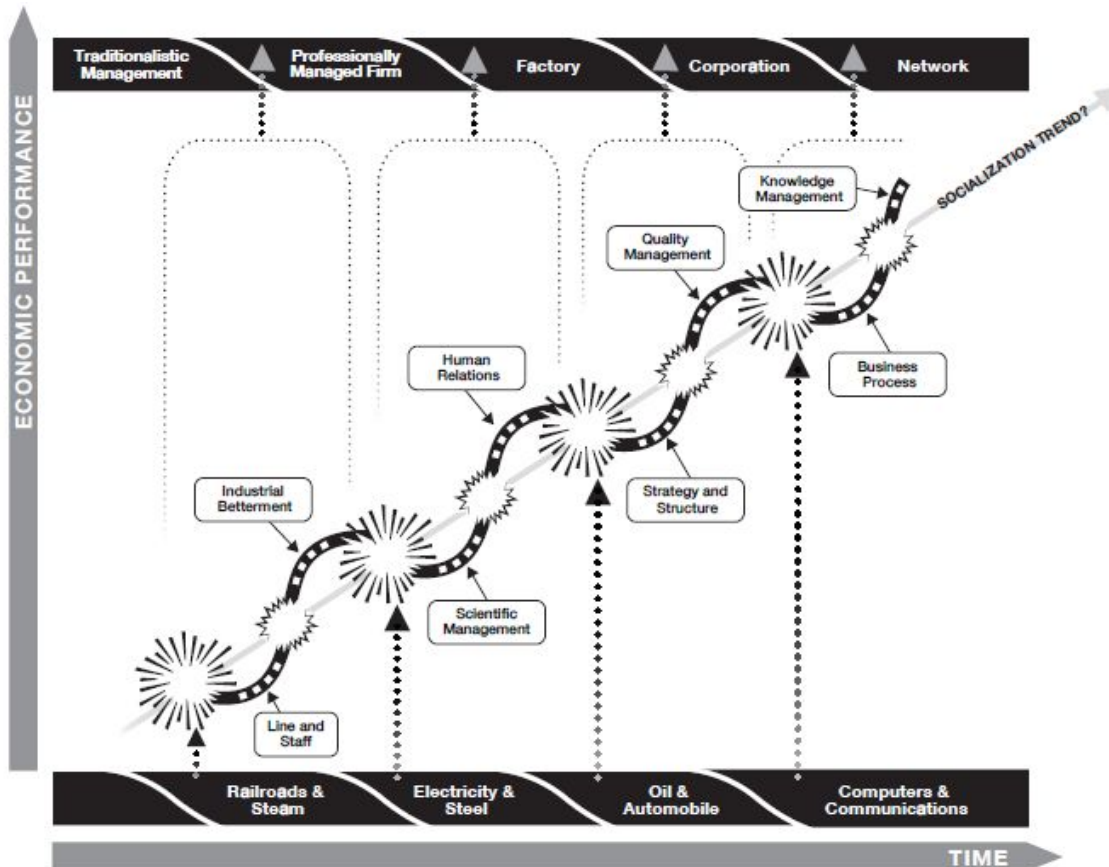 ECONOMIC PERFORMANCE
Traditionalistic
Management
Professionally
Managed Firm
Factory
Corporation
Network
SOCIALIZATION TREND?
Knowledge
Management
Quality
Management
Business
Process
Human
Relations
Strategy and
Structure
Industrial
Betterment
Scientific
Management
Line and
Staff
Railroads &
Steam
Electricity &
Steel
Oil &
Automobile
Computers &
Communications
TIME